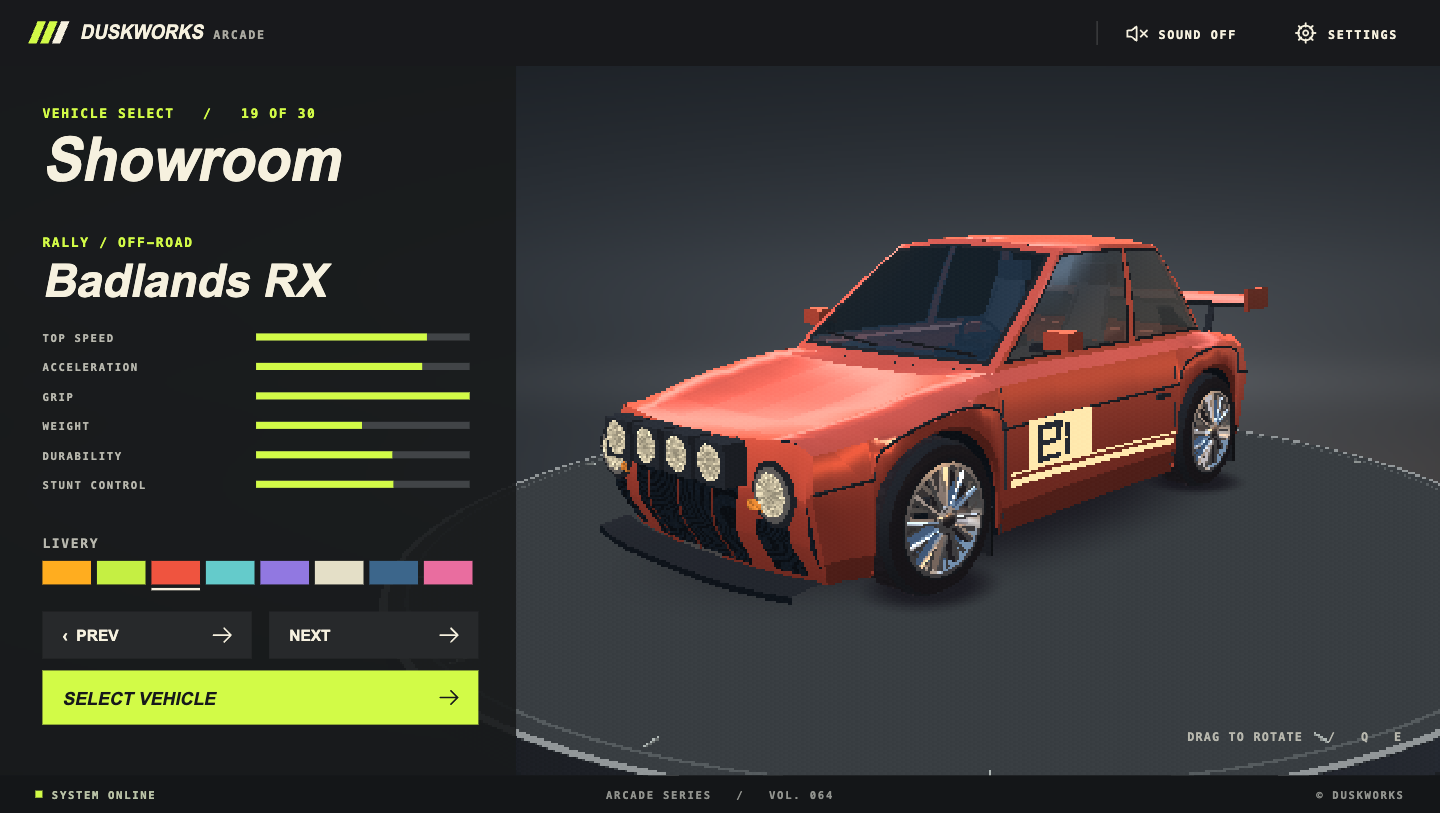 DUSKWORKS ARCADE
SOUND OFF
SETTINGS
VEHICLE SELECT / 19 OF 30
Showroom
RALLY / OFF-ROAD
Badlands RX
TOP SPEED
ACCELERATION
GRIP
WEIGHT
DURABILITY
STUNT CONTROL
LIVERY
‹ PREV
NEXT
SELECT VEHICLE
DRAG TO ROTATE / Q E
SYSTEM ONLINE
ARCADE SERIES / VOL. 064
© DUSKWORKS